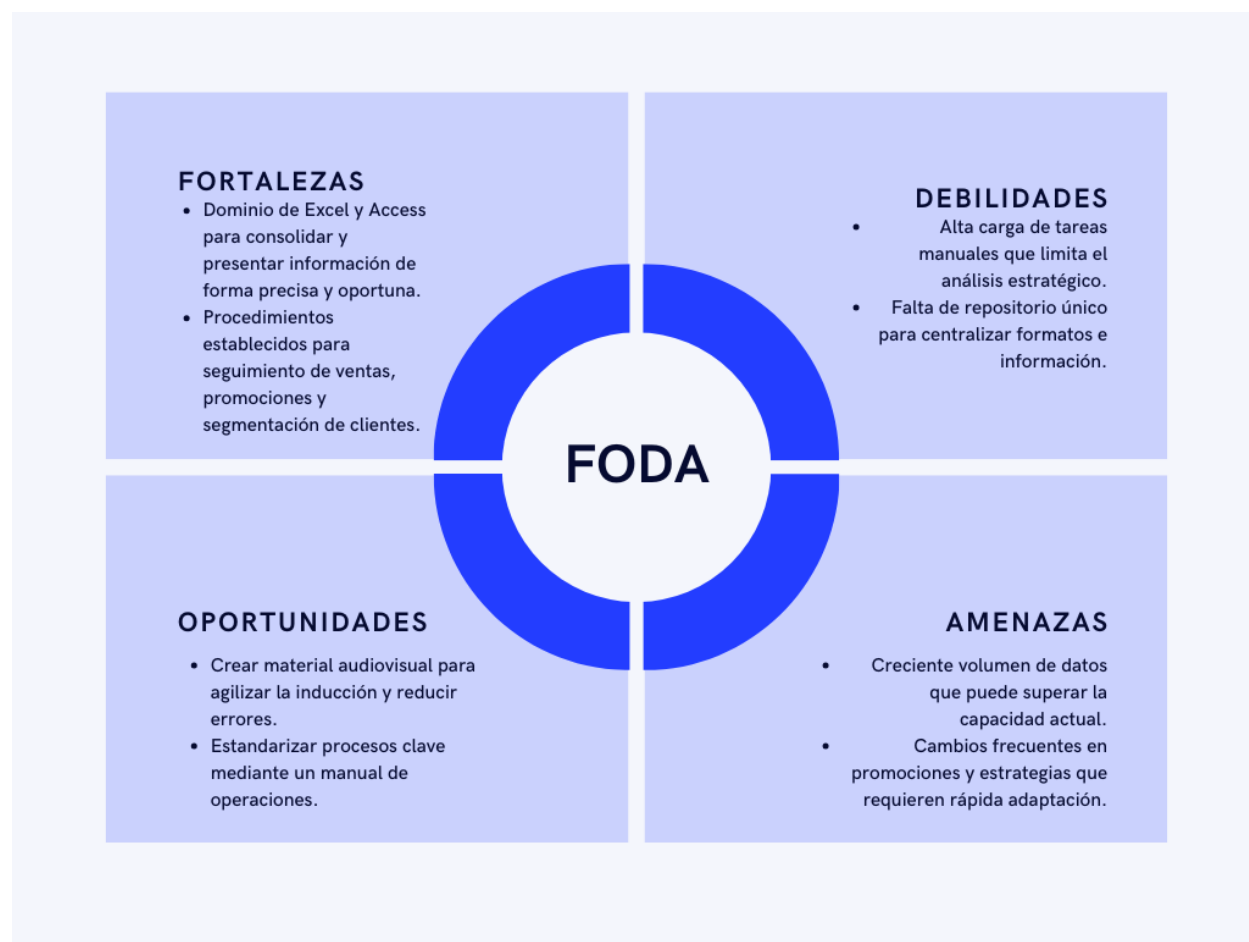 FORTALEZAS
• Dominio de Excel y Access
para consolidar y
presentar información de
forma precisa y oportuna.
• Procedimientos
establecidos para
seguimiento de ventas,
promociones y
segmentación de clientes.
DEBILIDADES
• Alta carga de tareas
manuales que limita el
análisis estratégico.
• Falta de repositorio único
para centralizar formatos e
información.
FODA
OPORTUNIDADES
• Crear material audiovisual para
agilizar la inducción y reducir
errores.
• Estandarizar procesos clave
mediante un manual de
operaciones.
AMENAZAS
• Creciente volumen de datos
que puede superar la
capacidad actual.
• Cambios frecuentes en
promociones y estrategias que
requieren rápida adaptación.